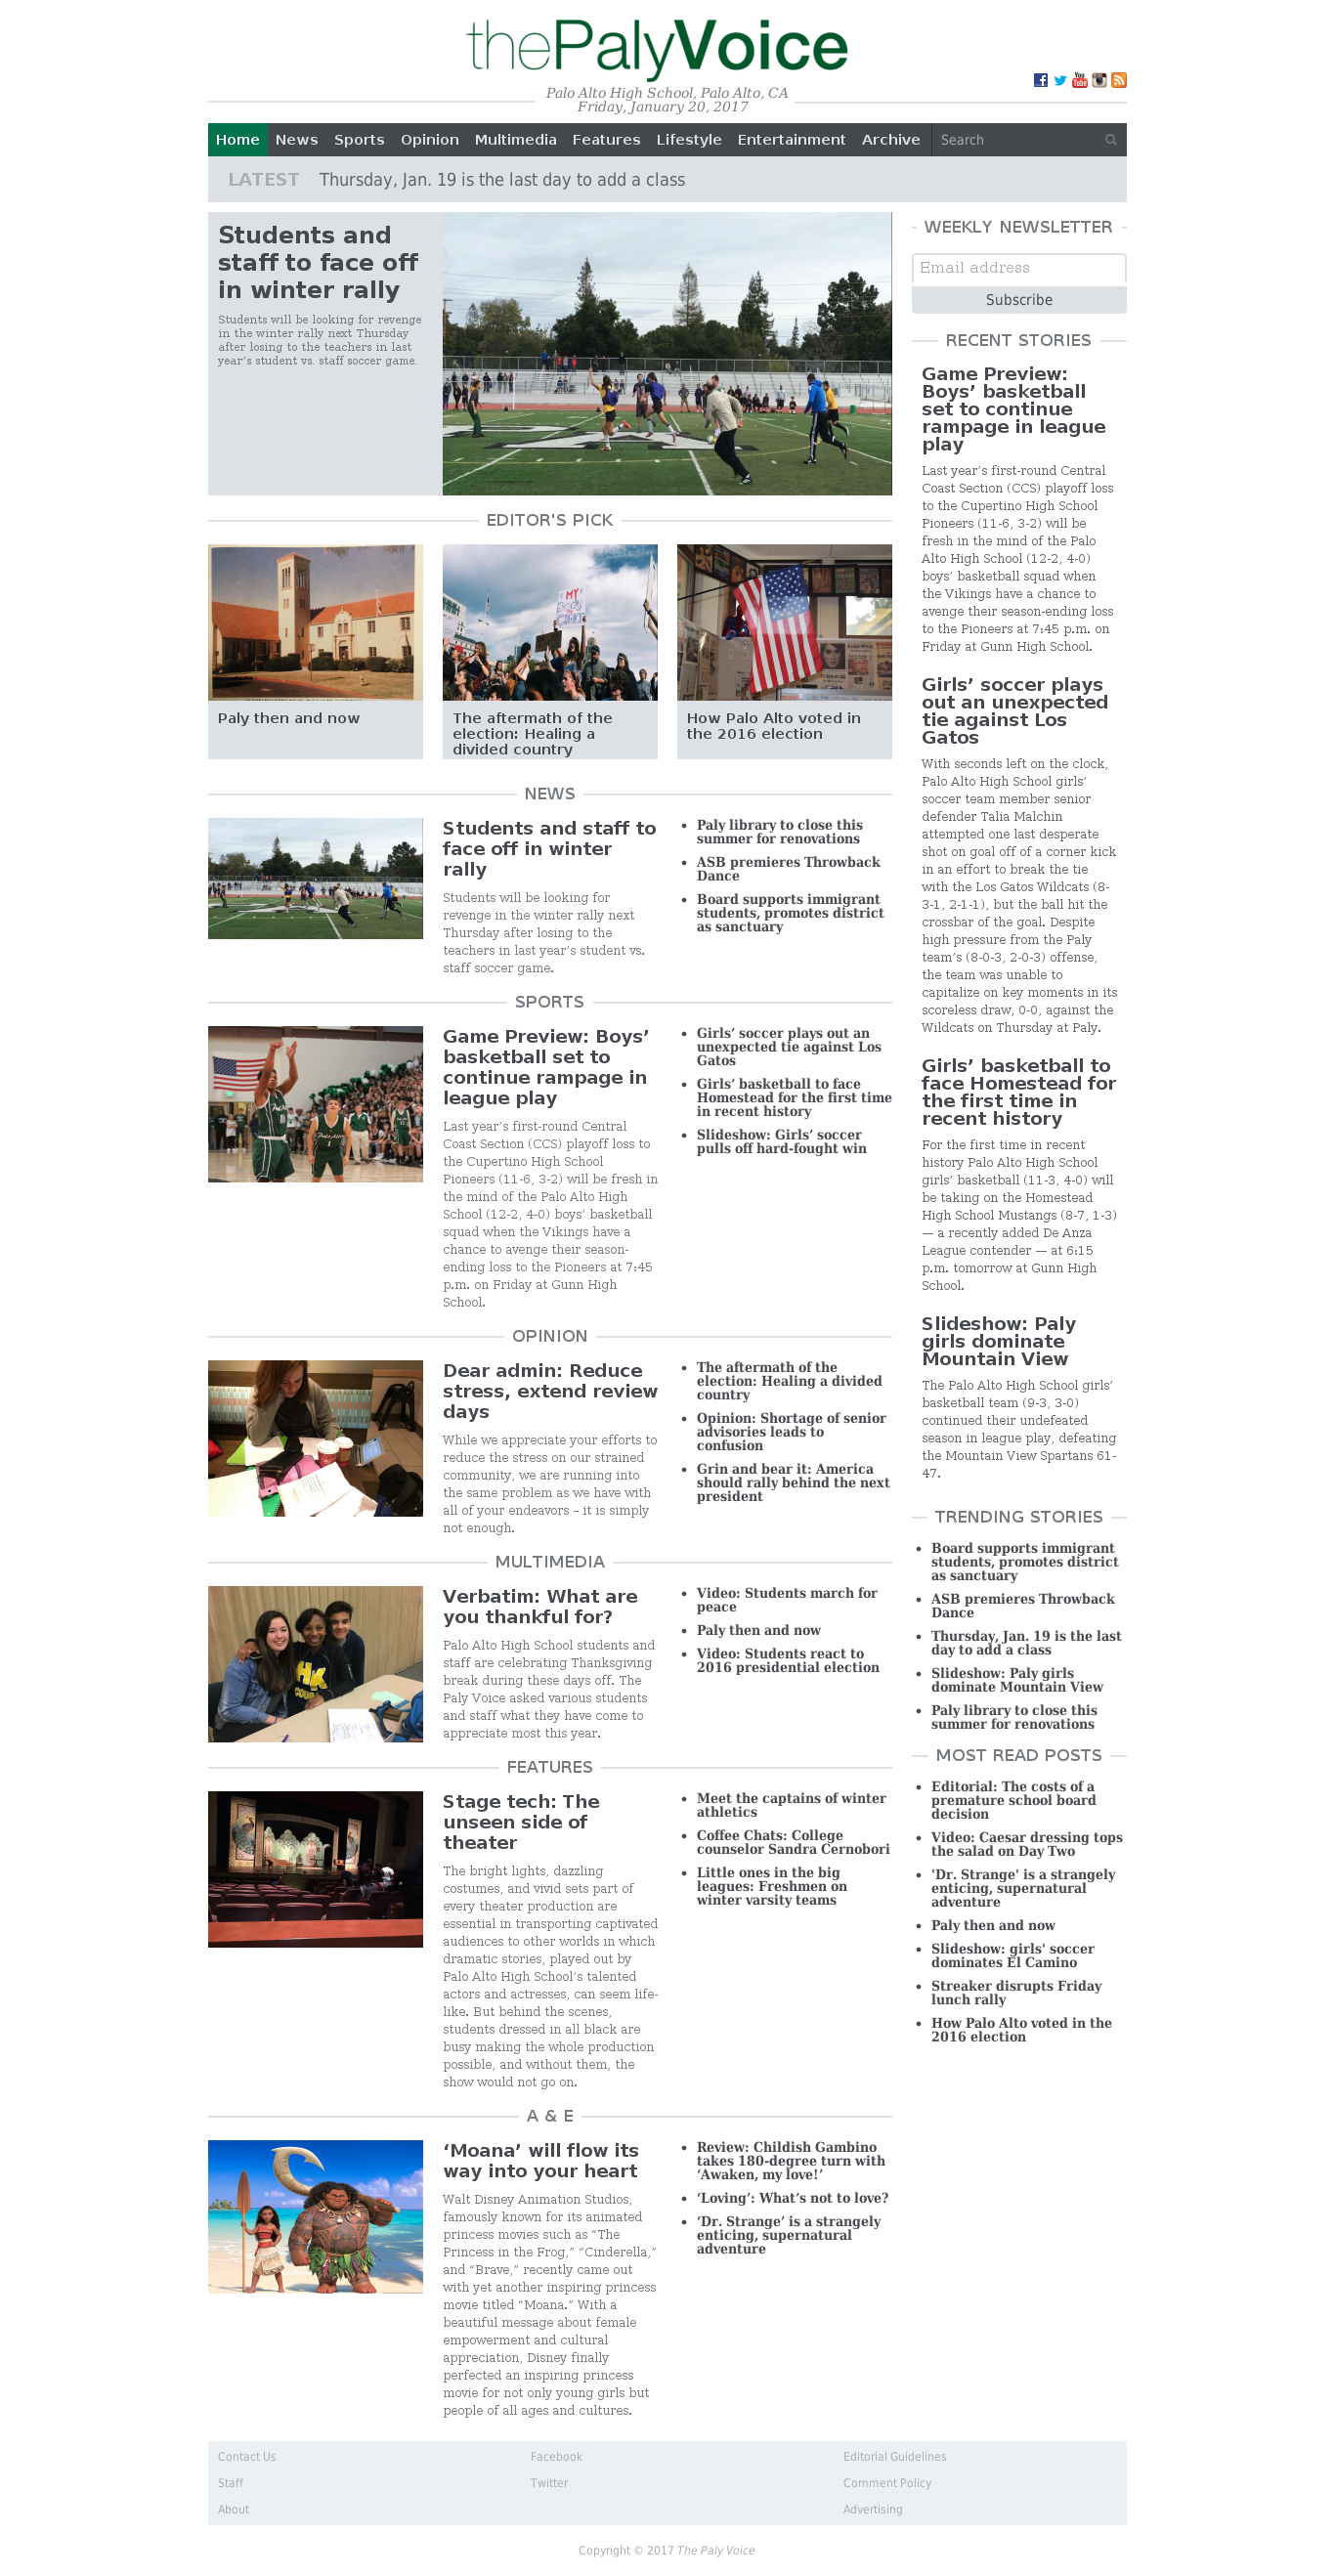 thePalyVoice
Palo Alto High School, Palo Alto, CA
Friday, January 20, 2017
Home News Sports Opinion Multimedia Features Lifestyle Entertainment Archive Search
LATEST Thursday, Jan. 19 is the last day to add a class
Students and
staff to face off
in winter rally
Students will be looking for revenge
in the winter rally next Thursday
after losing to the teachers in last
year’s student vs. staff soccer game.
EDITOR'S PICK
Paly then and now
The aftermath of the
election: Healing a
divided country
How Palo Alto voted in
the 2016 election
NEWS
Students and staff to
face off in winter
rally
Students will be looking for
revenge in the winter rally next
Thursday after losing to the
teachers in last year’s student vs.
staff soccer game.
Paly library to close this
summer for renovations
ASB premieres Throwback
Dance
Board supports immigrant
students, promotes district
as sanctuary
SPORTS
Game Preview: Boys’
basketball set to
continue rampage in
league play
Last year’s first-round Central
Coast Section (CCS) playoff loss to
the Cupertino High School
Pioneers (11-6, 3-2) will be fresh in
the mind of the Palo Alto High
School (12-2, 4-0) boys’ basketball
squad when the Vikings have a
chance to avenge their season-
ending loss to the Pioneers at 7:45
p.m. on Friday at Gunn High
School.
Girls’ soccer plays out an
unexpected tie against Los
Gatos
Girls’ basketball to face
Homestead for the first time
in recent history
Slideshow: Girls’ soccer
pulls off hard-fought win
OPINION
Dear admin: Reduce
stress, extend review
days
While we appreciate your efforts to
reduce the stress on our strained
community, we are running into
the same problem as we have with
all of your endeavors – it is simply
not enough.
The aftermath of the
election: Healing a divided
country
Opinion: Shortage of senior
advisories leads to
confusion
Grin and bear it: America
should rally behind the next
president
MULTIMEDIA
Verbatim: What are
you thankful for?
Palo Alto High School students and
staff are celebrating Thanksgiving
break during these days off. The
Paly Voice asked various students
and staff what they have come to
appreciate most this year.
Video: Students march for
peace
Paly then and now
Video: Students react to
2016 presidential election
FEATURES
Stage tech: The
unseen side of
theater
The bright lights, dazzling
costumes, and vivid sets part of
every theater production are
essential in transporting captivated
audiences to other worlds in which
dramatic stories, played out by
Palo Alto High School’s talented
actors and actresses, can seem life-
like. But behind the scenes,
students dressed in all black are
busy making the whole production
possible, and without them, the
show would not go on.
Meet the captains of winter
athletics
Coffee Chats: College
counselor Sandra Cernobori
Little ones in the big
leagues: Freshmen on
winter varsity teams
A & E
‘Moana’ will flow its
way into your heart
Walt Disney Animation Studios,
famously known for its animated
princess movies such as “The
Princess in the Frog,” “Cinderella,”
and “Brave,” recently came out
with yet another inspiring princess
movie titled “Moana.” With a
beautiful message about female
empowerment and cultural
appreciation, Disney finally
perfected an inspiring princess
movie for not only young girls but
people of all ages and cultures.
Review: Childish Gambino
takes 180-degree turn with
‘Awaken, my love!’
‘Loving’: What’s not to love?
‘Dr. Strange’ is a strangely
enticing, supernatural
adventure
WEEKLY NEWSLETTER
Email address
Subscribe
RECENT STORIES
Game Preview:
Boys’ basketball
set to continue
rampage in league
play
Last year’s first-round Central
Coast Section (CCS) playoff loss
to the Cupertino High School
Pioneers (11-6, 3-2) will be
fresh in the mind of the Palo
Alto High School (12-2, 4-0)
boys’ basketball squad when
the Vikings have a chance to
avenge their season-ending loss
to the Pioneers at 7:45 p.m. on
Friday at Gunn High School.
Girls’ soccer plays
out an unexpected
tie against Los
Gatos
With seconds left on the clock,
Palo Alto High School girls’
soccer team member senior
defender Talia Malchin
attempted one last desperate
shot on goal off of a corner kick
in an effort to break the tie
with the Los Gatos Wildcats (8-
3-1, 2-1-1), but the ball hit the
crossbar of the goal. Despite
high pressure from the Paly
team’s (8-0-3, 2-0-3) offense,
the team was unable to
capitalize on key moments in its
scoreless draw, 0-0, against the
Wildcats on Thursday at Paly.
Girls’ basketball to
face Homestead for
the first time in
recent history
For the first time in recent
history Palo Alto High School
girls’ basketball (11-3, 4-0) will
be taking on the Homestead
High School Mustangs (8-7, 1-3)
— a recently added De Anza
League contender — at 6:15
p.m. tomorrow at Gunn High
School.
Slideshow: Paly
girls dominate
Mountain View
The Palo Alto High School girls’
basketball team (9-3, 3-0)
continued their undefeated
season in league play, defeating
the Mountain View Spartans 61-
47.
TRENDING STORIES
Board supports immigrant
students, promotes district
as sanctuary
ASB premieres Throwback
Dance
Thursday, Jan. 19 is the last
day to add a class
Slideshow: Paly girls
dominate Mountain View
Paly library to close this
summer for renovations
MOST READ POSTS
Editorial: The costs of a
premature school board
decision
Video: Caesar dressing tops
the salad on Day Two
'Dr. Strange' is a strangely
enticing, supernatural
adventure
Paly then and now
Slideshow: girls' soccer
dominates El Camino
Streaker disrupts Friday
lunch rally
How Palo Alto voted in the
2016 election
Contact Us Facebook Editorial Guidelines
Staff Twitter Comment Policy
About Advertising
Copyright © 2017 The Paly Voice